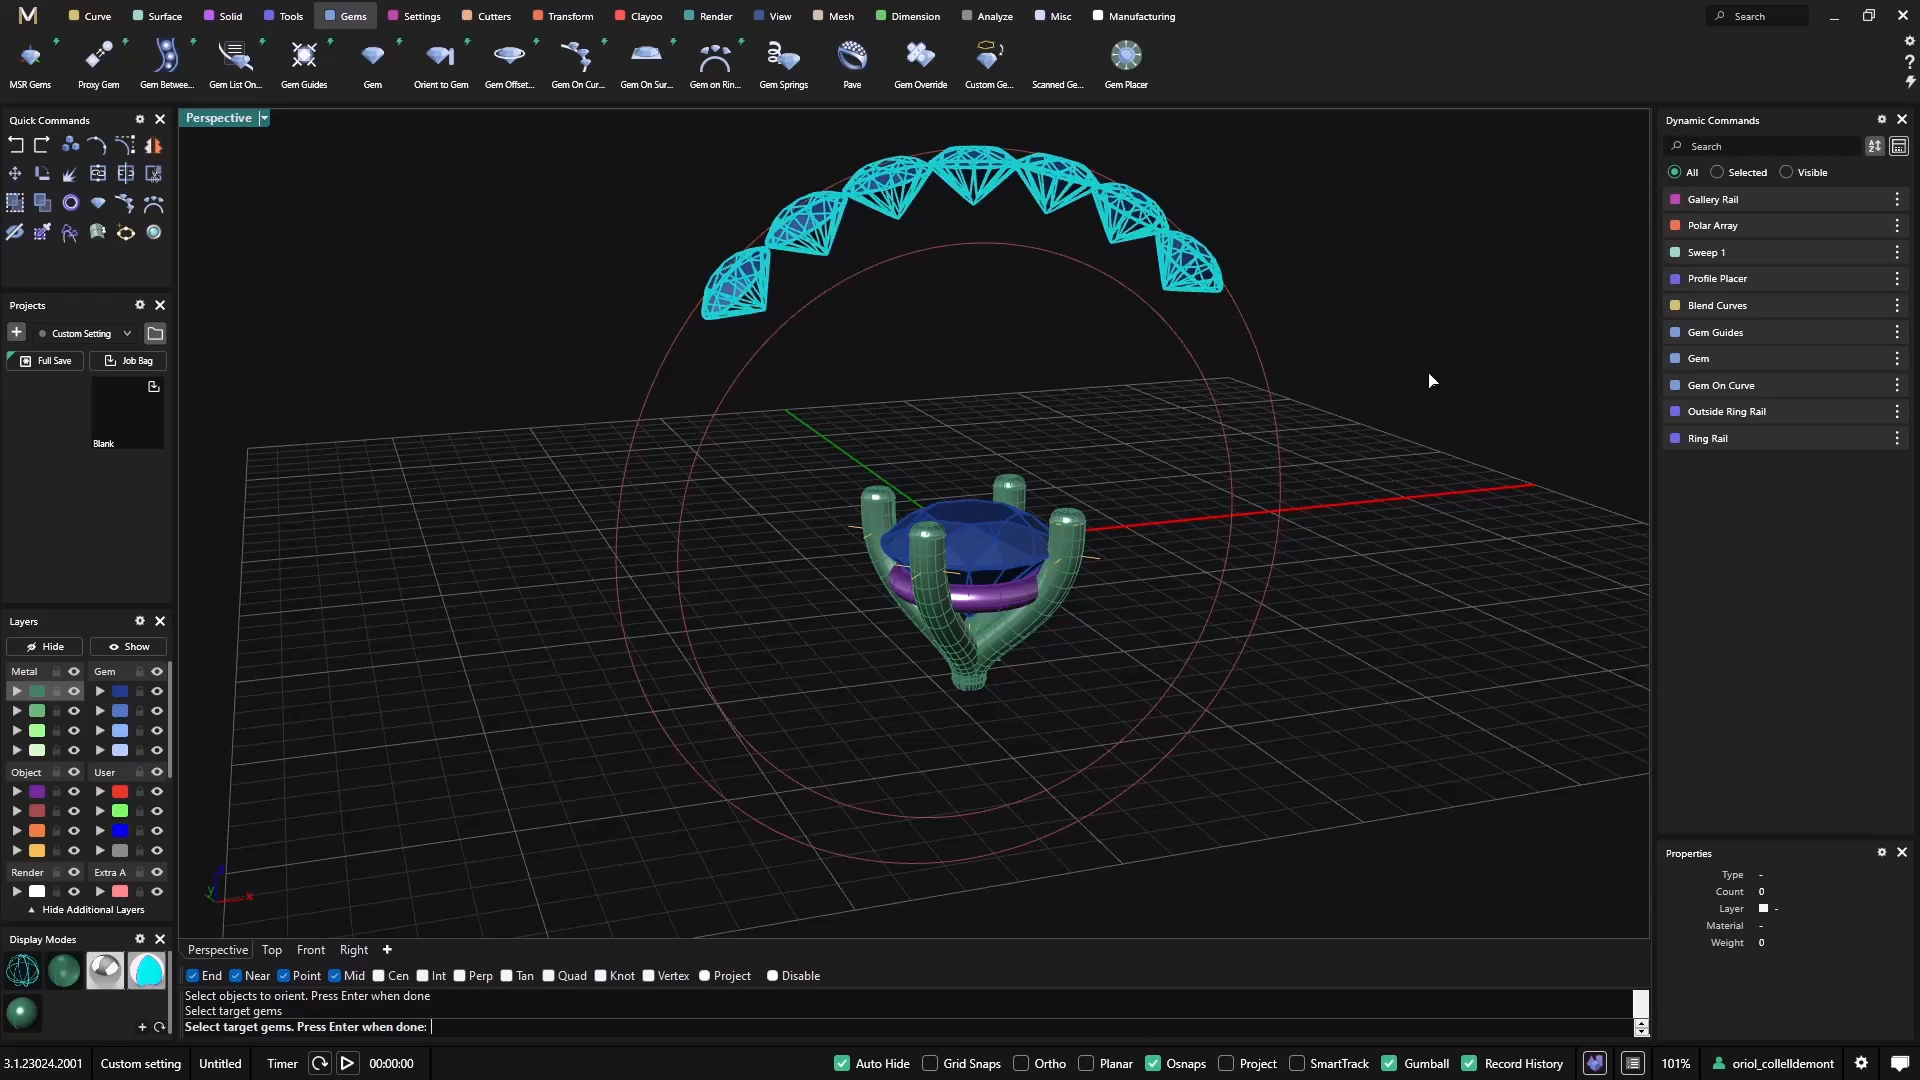 Curve Surface Solid Tools Gems Settings Cutters Transform Clayoo Render View Mesh Dimension Analyze Misc Manufacturing Search
MSR Gems Proxy Gem Gem Betwee... Gem List On... Gem Guides Gem Orient to Gem Gem Offset... Gem On Cur... Gem On Sur... Gem on Rin... Gem Springs Pave Gem Override Custom Ge... Scanned Ge... Gem Placer
Quick Commands
Projects
Custom Setting
Full Save Job Bag
Blank
Layers
Hide Show
Metal Gem
Object User
Render Extra A
Hide Additional Layers
Display Modes
Perspective
x
y
Perspective Top Front Right
End Near Point Mid Cen Int Perp Tan Quad Knot Vertex Project Disable
Select objects to orient. Press Enter when done
Select target gems
Select target gems. Press Enter when done:
Dynamic Commands
Search
All Selected Visible
Gallery Rail
Polar Array
Sweep 1
Profile Placer
Blend Curves
Gem Guides
Gem
Gem On Curve
Outside Ring Rail
Ring Rail
Properties
Type -
Count 0
Layer -
Material -
Weight 0
3.1.23024.2001 Custom setting Untitled Timer 00:00:00 Auto Hide Grid Snaps Ortho Planar Osnaps Project SmartTrack Gumball Record History 101% oriol_collelldemont